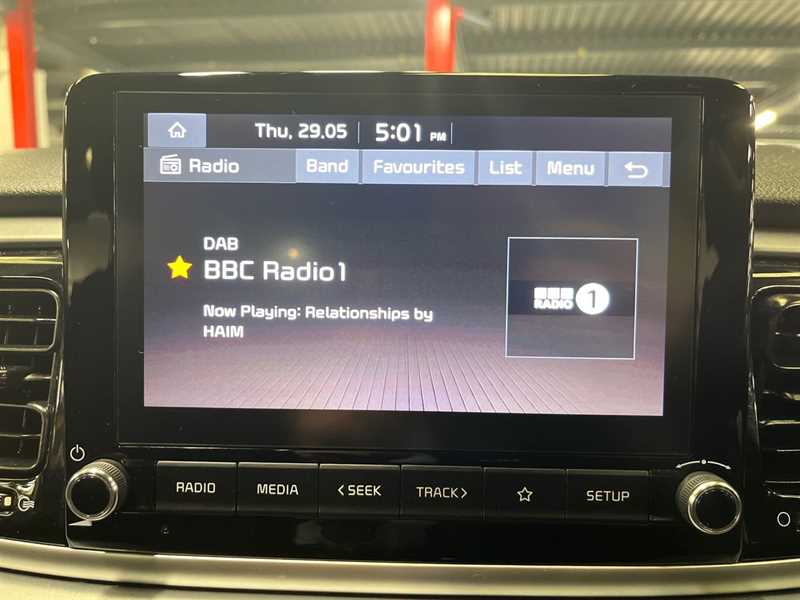 Thu, 29.05 5:01 PM
Radio Band Favourites List Menu
DAB
BBC Radio1
Now Playing: Relationships by
HAIM
BBC
RADIO 1
RADIO MEDIA <SEEK TRACK> SETUP